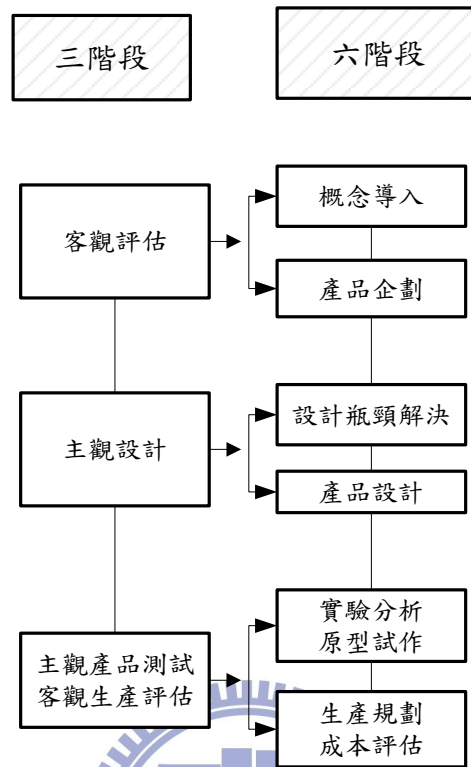 三階段
六階段
客觀評估
概念導入
產品企劃
主觀設計
設計瓶頸解決
產品設計
主觀產品測試
客觀生產評估
實驗分析
原型試作
生產規劃
成本評估